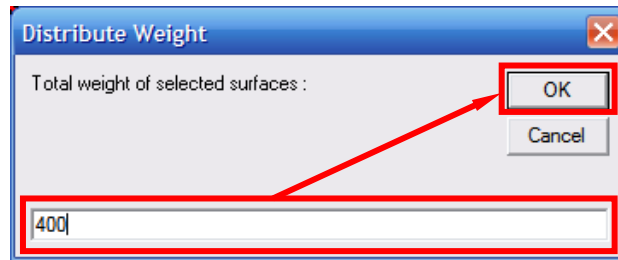 Distribute Weight
Total weight of selected surfaces :
OK
Cancel
400